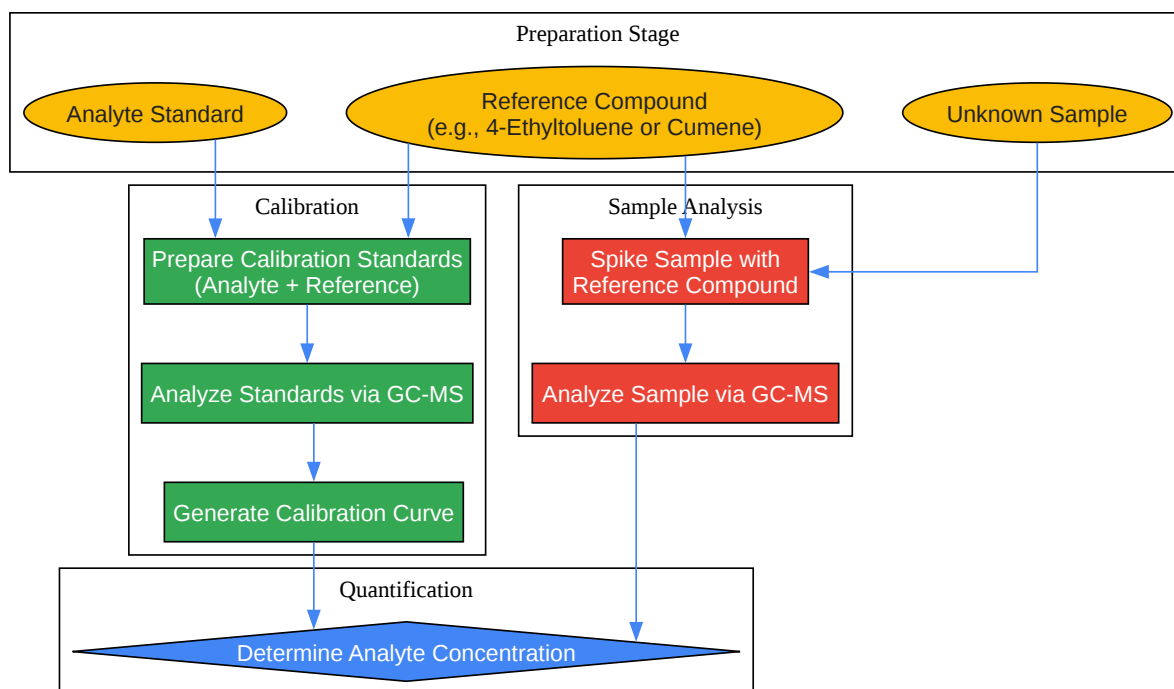 Preparation Stage
Analyte Standard
Reference Compound
(e.g., 4-Ethyltoluene or Cumene)
Unknown Sample
Calibration
Sample Analysis
Prepare Calibration Standards
(Analyte + Reference)
Spike Sample with
Reference Compound
Analyze Standards via GC-MS
Analyze Sample via GC-MS
Generate Calibration Curve
Quantification
Determine Analyte Concentration